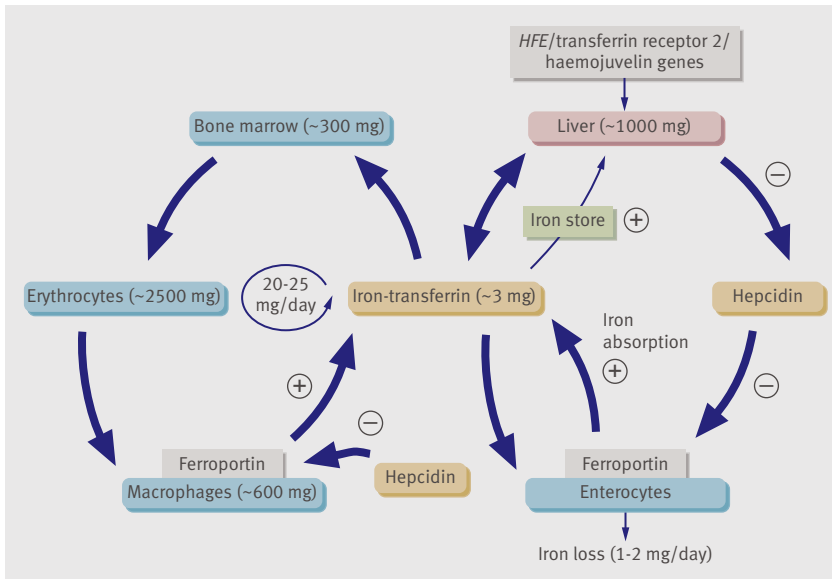 HFE/transferrin receptor 2/
haemojuvelin genes
Bone marrow (~300 mg)
Liver (~1000 mg)
−
Iron store
+
Erythrocytes (~2500 mg)
20-25
mg/day
Iron-transferrin (~3 mg)
Hepcidin
Iron
absorption
+
−
+
−
Ferroportin
Macrophages (~600 mg)
Hepcidin
Ferroportin
Enterocytes
Iron loss (1-2 mg/day)